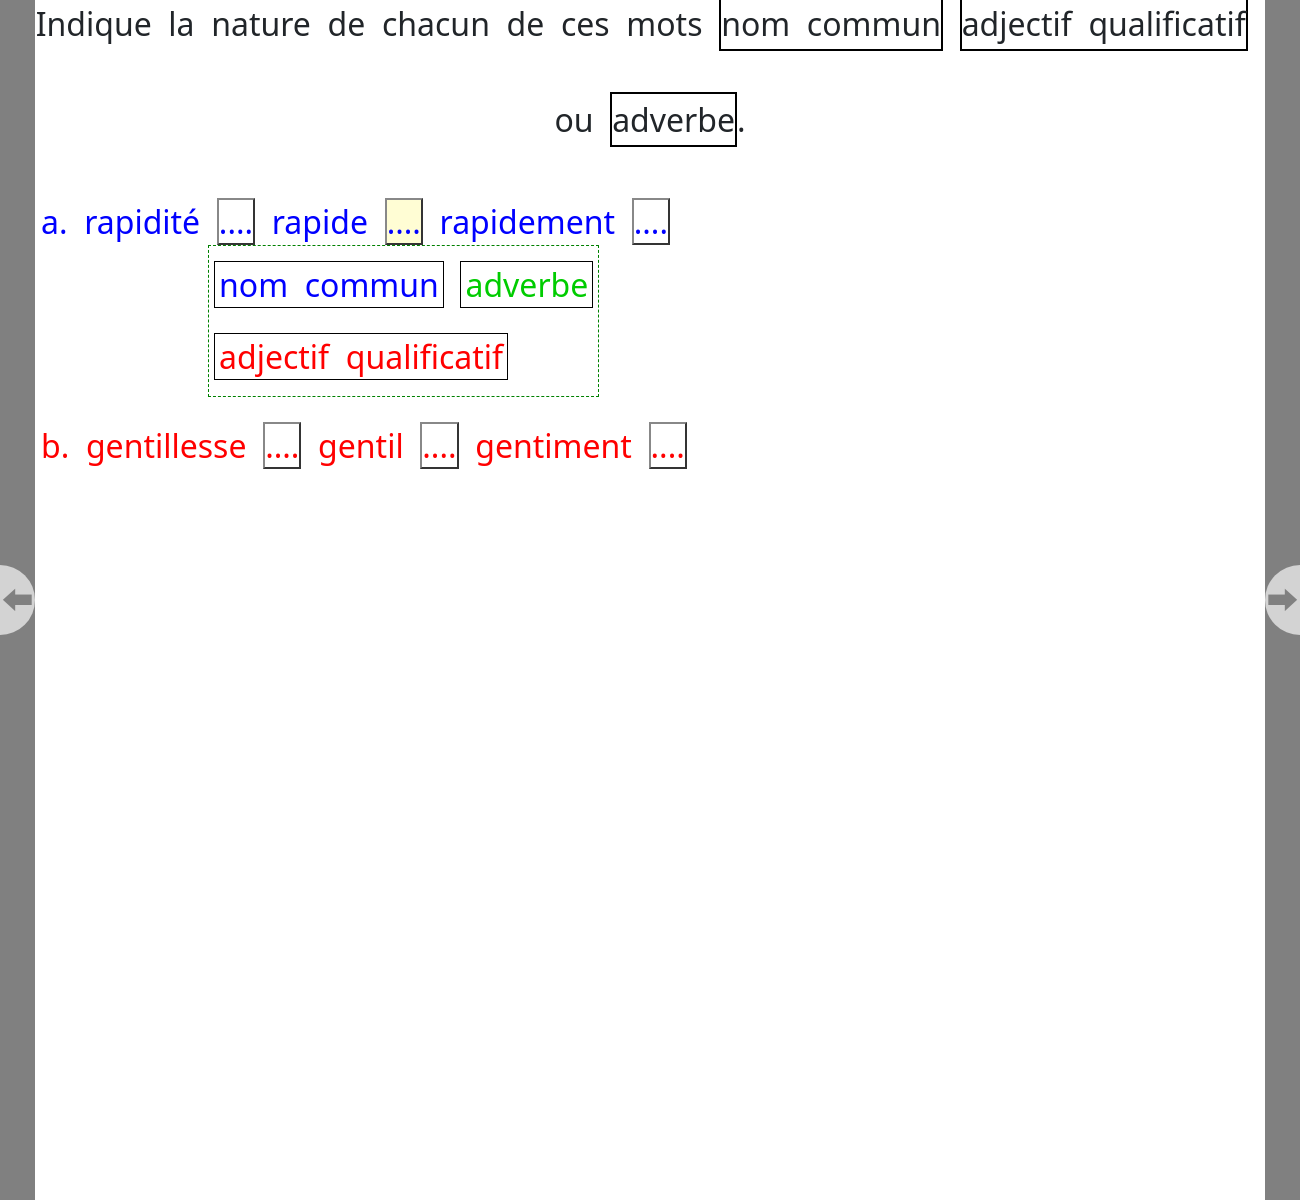 Indique la nature de chacun de ces mots nom commun adjectif qualificatif
ou adverbe.
a. rapidité .... rapide .... rapidement ....
nom commun adverbe
adjectif qualificatif
b. gentillesse .... gentil .... gentiment ....